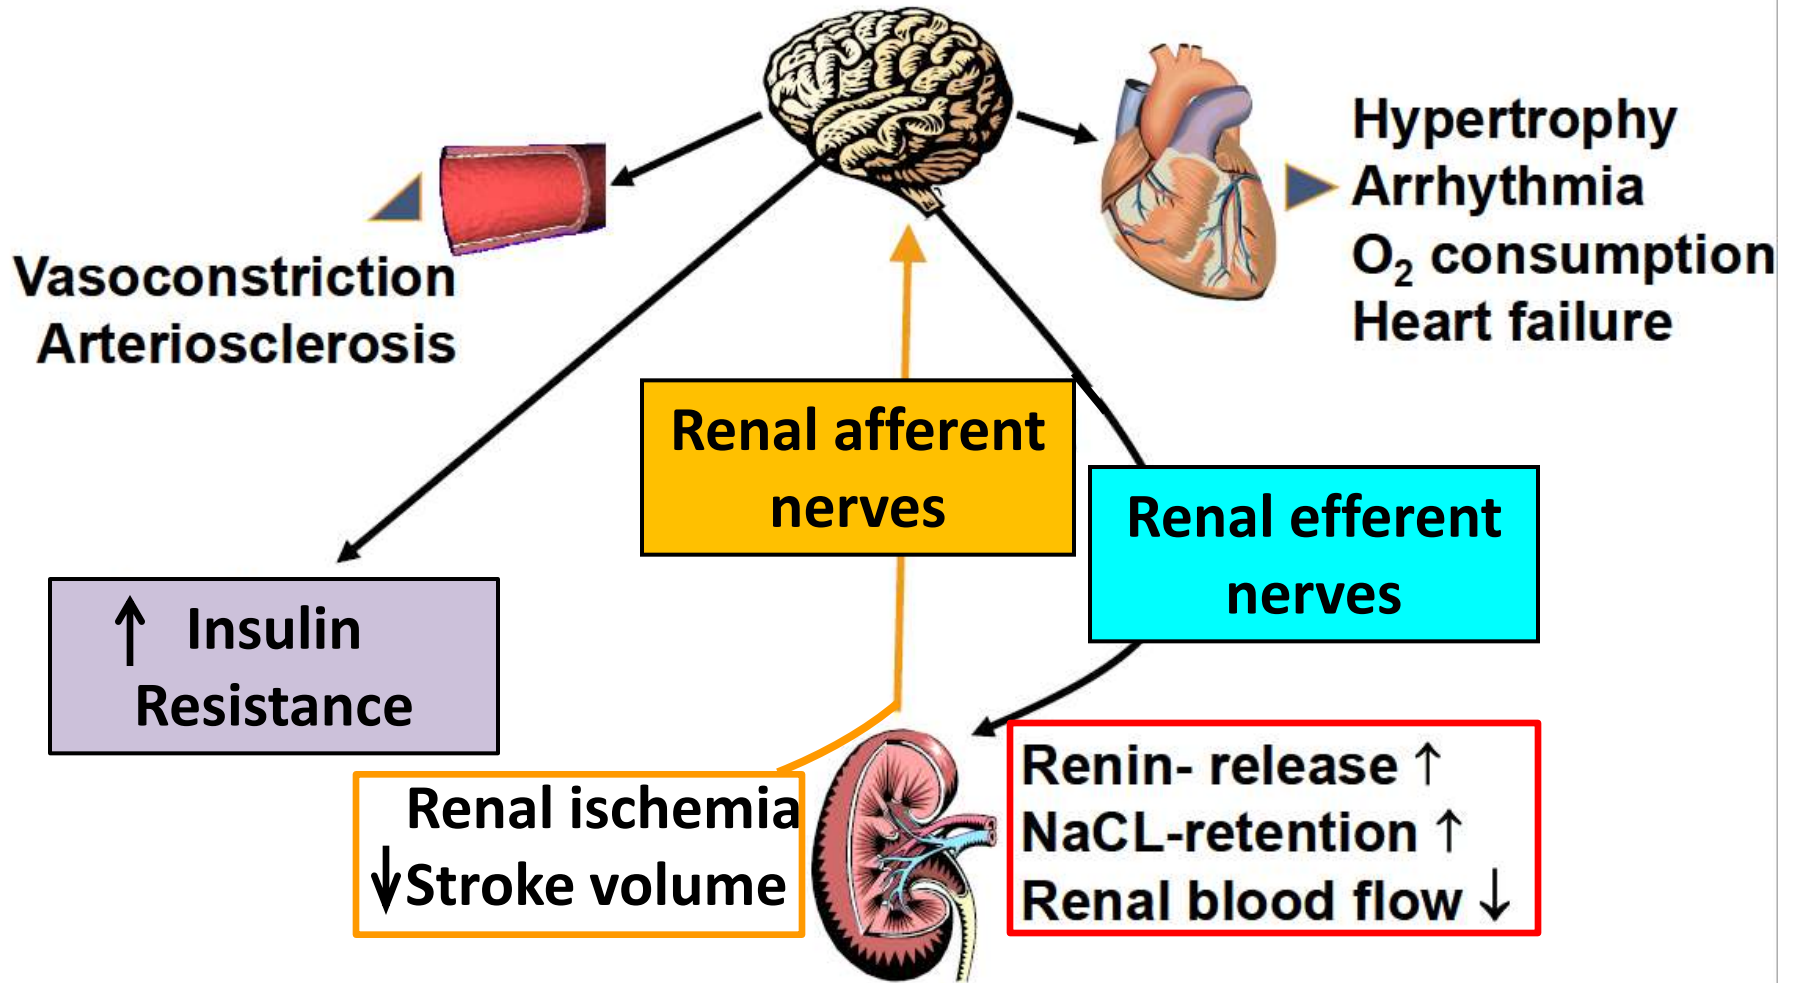 Hypertrophy
Arrhythmia
O₂ consumption
Heart failure
Vasoconstriction
Arteriosclerosis
Renal afferent
nerves
Renal efferent
nerves
↑ Insulin
Resistance
Renal ischemia
↓Stroke volume
Renin- release ↑
NaCL-retention ↑
Renal blood flow ↓